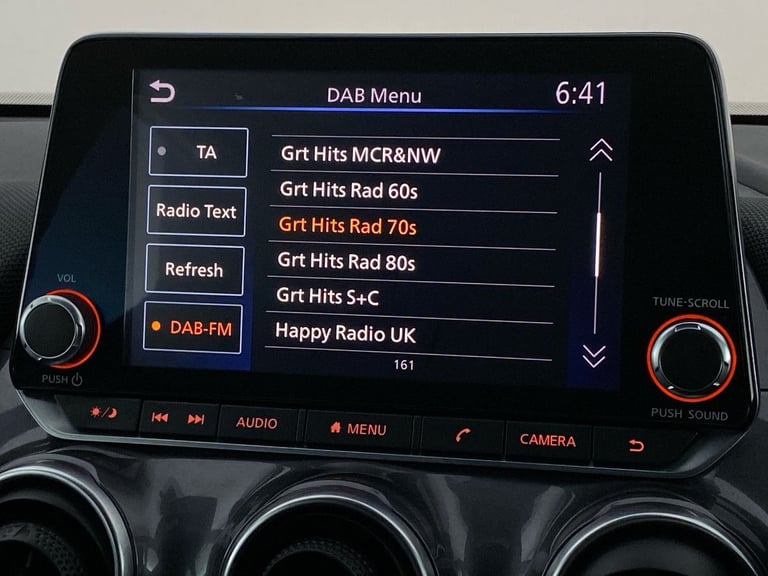 DAB Menu
6:41
TA
Radio Text
Refresh
DAB-FM
Grt Hits MCR&NW
Grt Hits Rad 60s
Grt Hits Rad 70s
Grt Hits Rad 80s
Grt Hits S+C
Happy Radio UK
161
VOL
PUSH
TUNE-SCROLL
PUSH SOUND
AUDIO
MENU
CAMERA